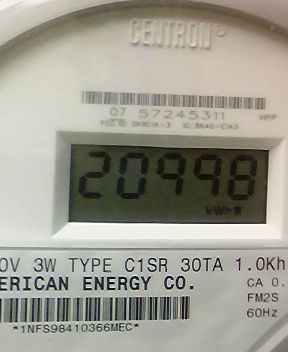 CENTRON®
07 57245311 HPP
20998
kWh
0V 3W TYPE C1SR 30TA 1.0Kh
ERICAN ENERGY CO.
CA 0.
FM2S
60Hz
*1NFS98410366MEC*